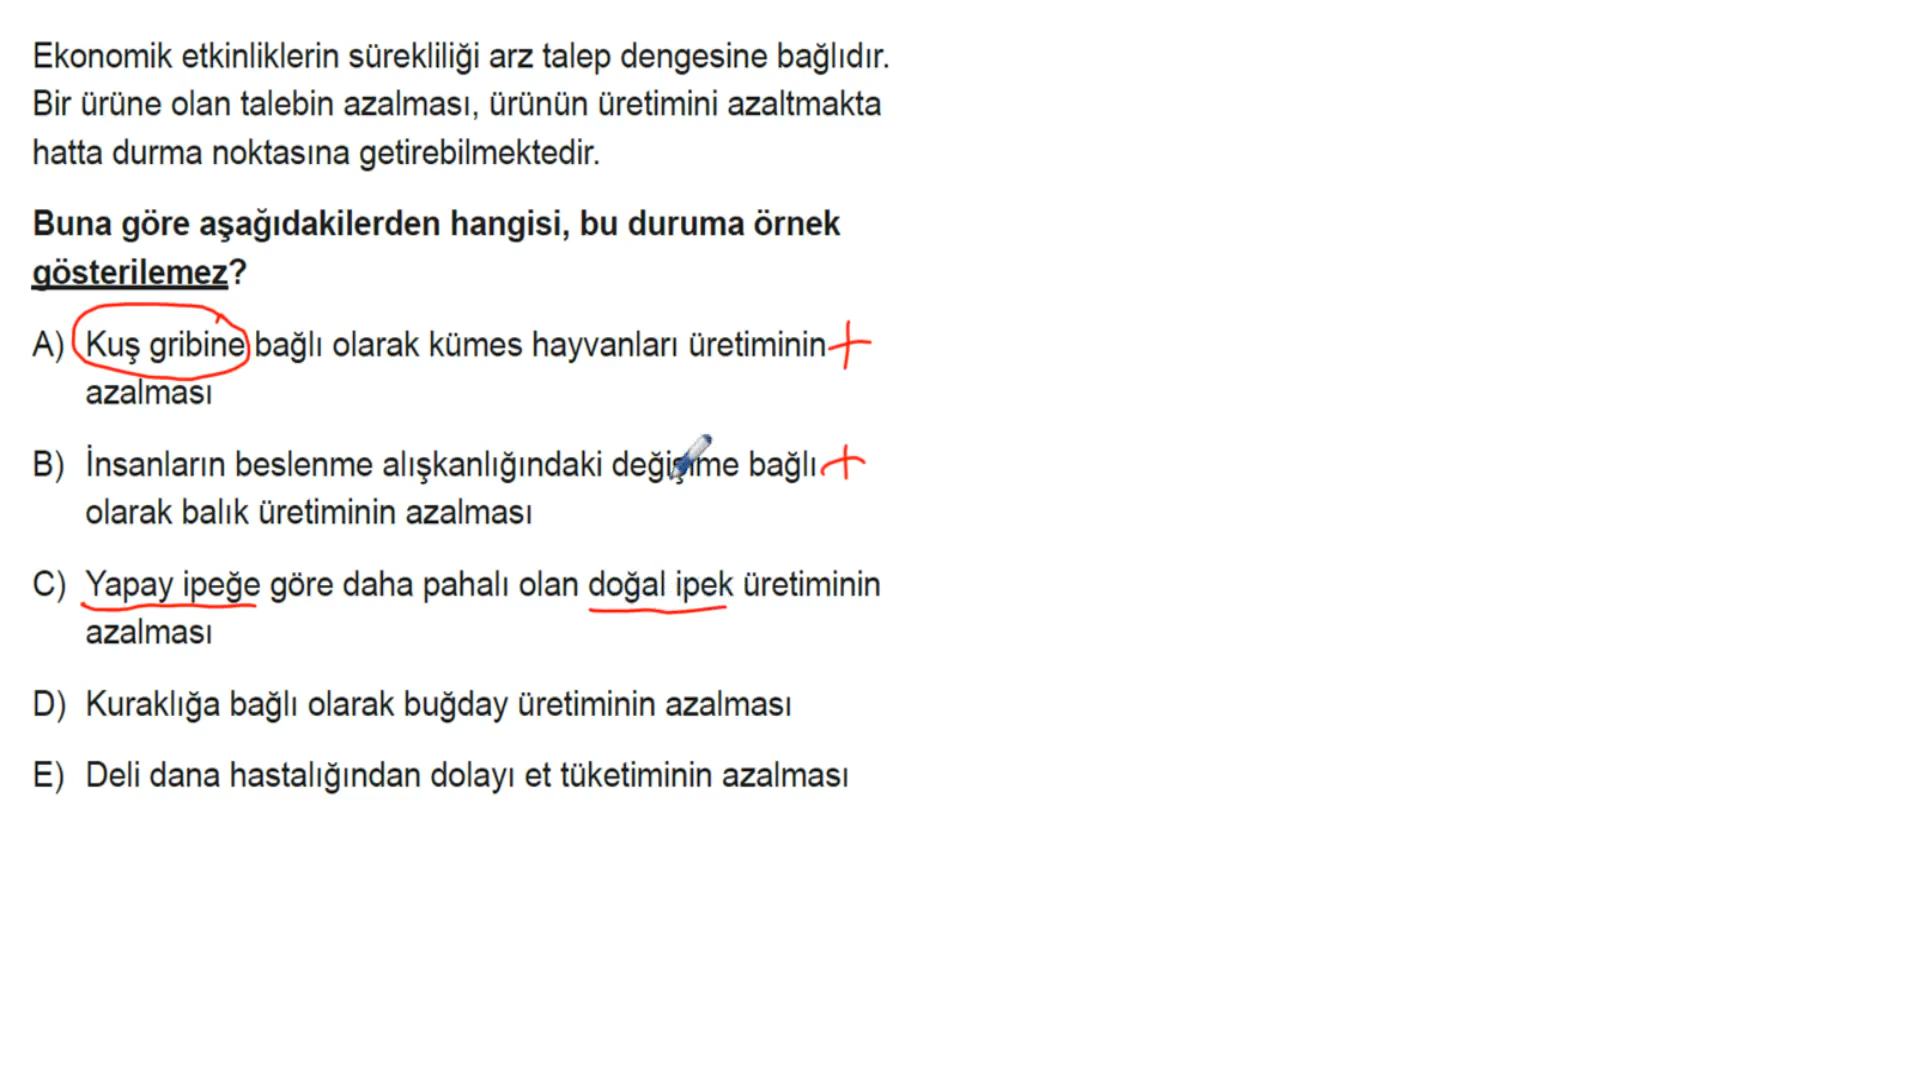 Ekonomik etkinliklerin sürekliliği arz talep dengesine bağlıdır.
Bir ürüne olan talebin azalması, ürünün üretimini azaltmakta
hatta durma noktasına getirebilmektedir.
Buna göre aşağıdakilerden hangisi, bu duruma örnek
gösterilemez?
A) Kuş gribine bağlı olarak kümes hayvanları üretiminin +
azalması
B) İnsanların beslenme alışkanlığındaki değişime bağlı +
olarak balık üretiminin azalması
C) Yapay ipeğe göre daha pahalı olan doğal ipek üretiminin
azalması
D) Kuraklığa bağlı olarak buğday üretiminin azalması
E) Deli dana hastalığından dolayı et tüketiminin azalması